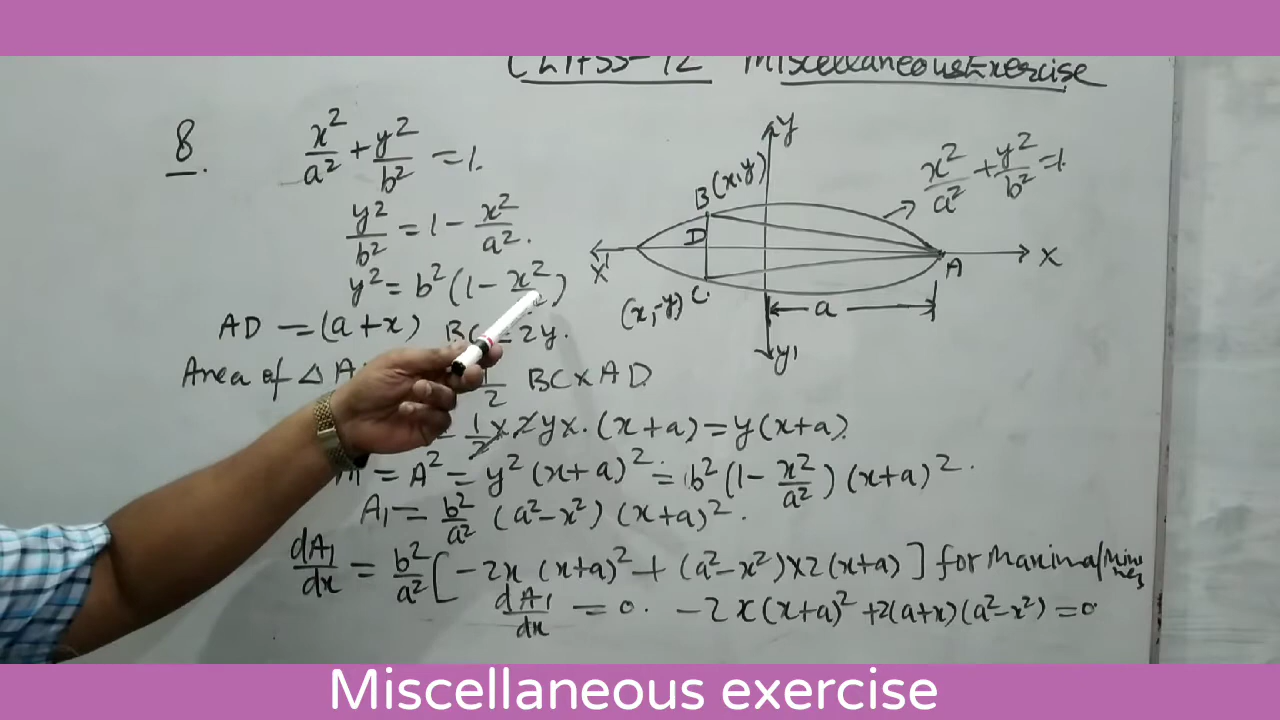 CLASS-12 Miscellaneous Exercise
8. x²/a² + y²/b² = 1.
y²/b² = 1 - x²/a².
y² = b²(1 - x²/
AD = (a+x) BC = 2y.
Area of △ A 1/2 BC × AD
= 1/2 × 2y × . (x+a) = y(x+a).
= A² = y² (x+a)². = b² (1 - x²/a²) (x+a)².
A₁ = b²/a² (a²-x²) (x+a)².
dA₁/dx = b²/a² [ -2x (x+a)² + (a²-x²) × 2(x+a) ] for Maxima/Minimas
dA₁/dx = 0. -2x(x+a)² + 2(a+x)(a²-x²) = 0
y
B (x,y)
x²/a² + y²/b² = 1.
D
X'
X
A
(x,-y) C.
a
y'
Miscellaneous exercise